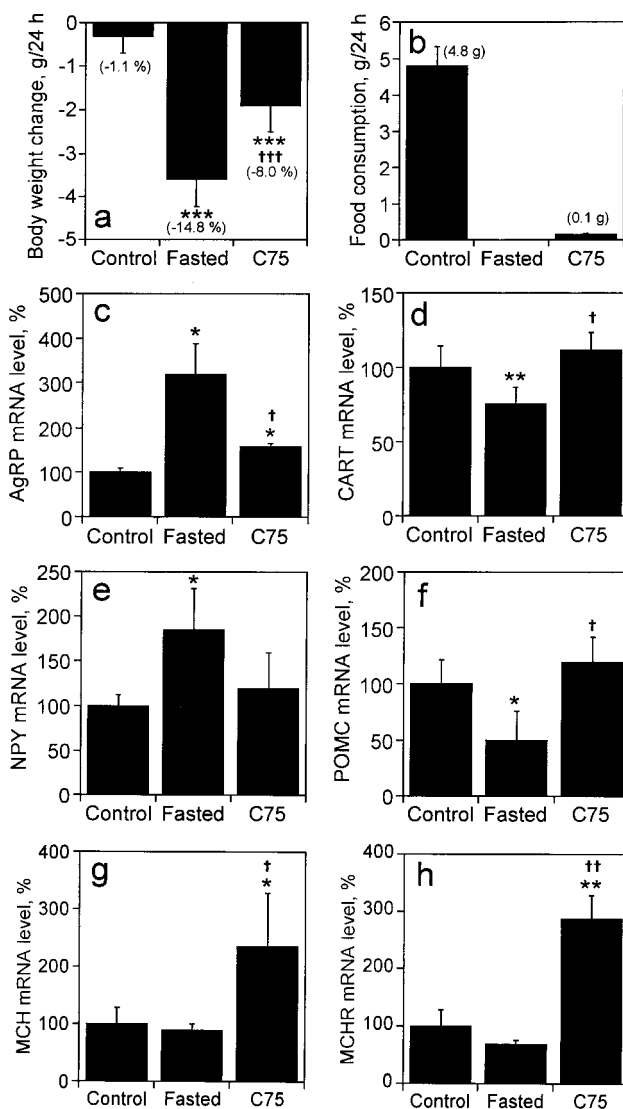 Body weight change, g/24 h
0
-1
-2
-3
-4
-5
(-1.1 %)
***
(-14.8 %)
***
†††
(-8.0 %)
a
Control Fasted C75
Food consumption, g/24 h
6
5
4
3
2
1
0
b
(4.8 g)
(0.1 g)
Control Fasted C75
AgRP mRNA level, %
500
400
300
200
100
0
c
*
†
*
Control Fasted C75
CART mRNA level, %
150
100
50
0
d
**
†
Control Fasted C75
NPY mRNA level, %
250
200
150
100
50
0
e
*
Control Fasted C75
POMC mRNA level, %
200
150
100
50
0
f
*
†
Control Fasted C75
MCH mRNA level, %
400
300
200
100
0
g
†
*
Control Fasted C75
MCHR mRNA level, %
400
300
200
100
0
h
††
**
Control Fasted C75